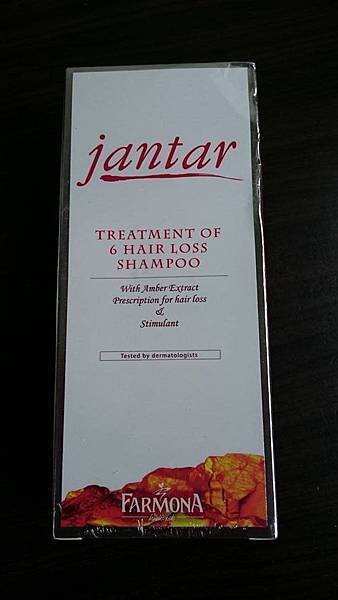 jantar
TREATMENT OF
6 HAIR LOSS
SHAMPOO
With Amber Extract
Prescription for hair loss
&
Stimulant
Tested by dermatologists
FARMONA